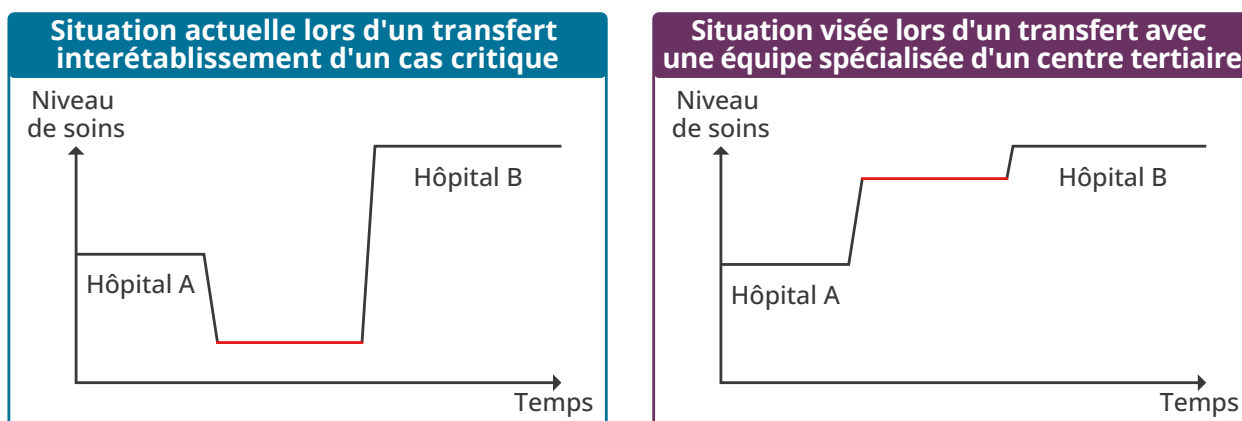 Situation actuelle lors d'un transfert
interétablissement d'un cas critique
Niveau
de soins
Hôpital B
Hôpital A
Temps
Situation visée lors d'un transfert avec
une équipe spécialisée d'un centre tertiaire
Niveau
de soins
Hôpital B
Hôpital A
Temps